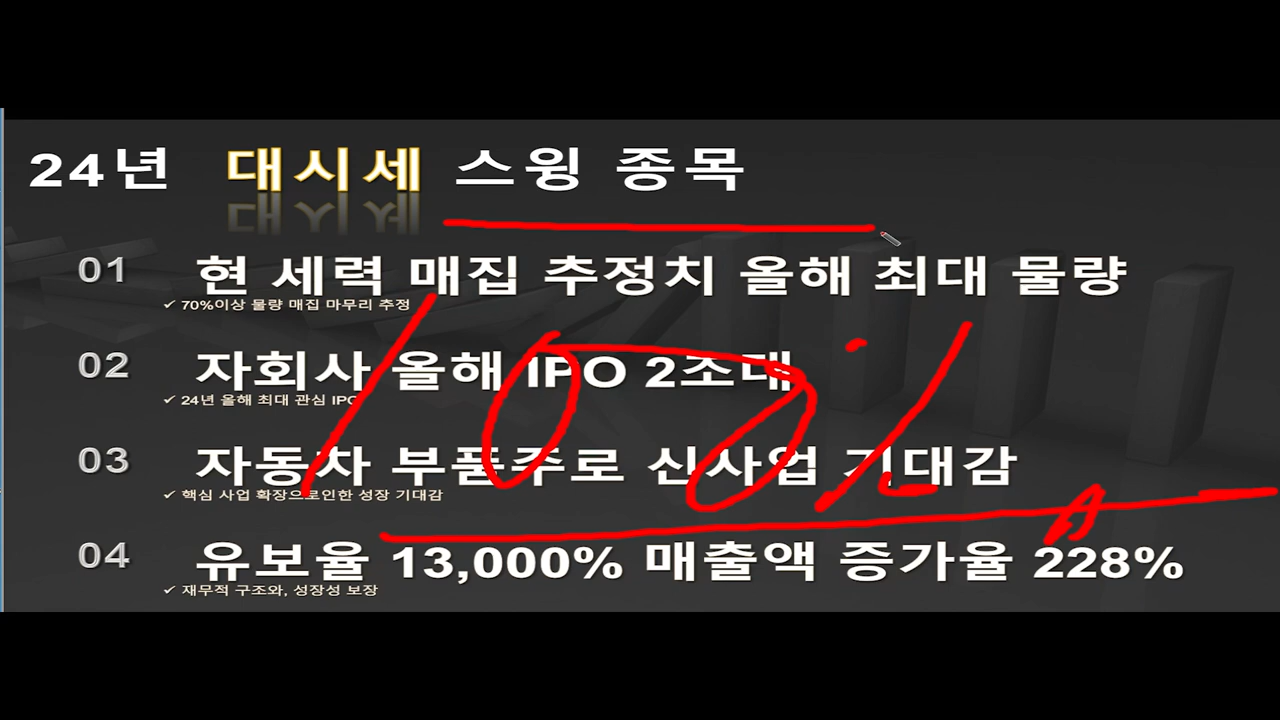 24년 대시세 스윙 종목
01 현 세력 매집 추정치 올해 최대 물량
✓ 70%이상 물량 매집 마무리 추정
02 자회사 올해 IPO 2조대
✓ 24년 올해 최대 관심 IPO
100%
03 자동차 부품주로 신사업 기대감
✓ 핵심 사업 확장으로인한 성장 기대감
04 유보율 13,000% 매출액 증가율 228%
✓ 재무적 구조와, 성장성 보장